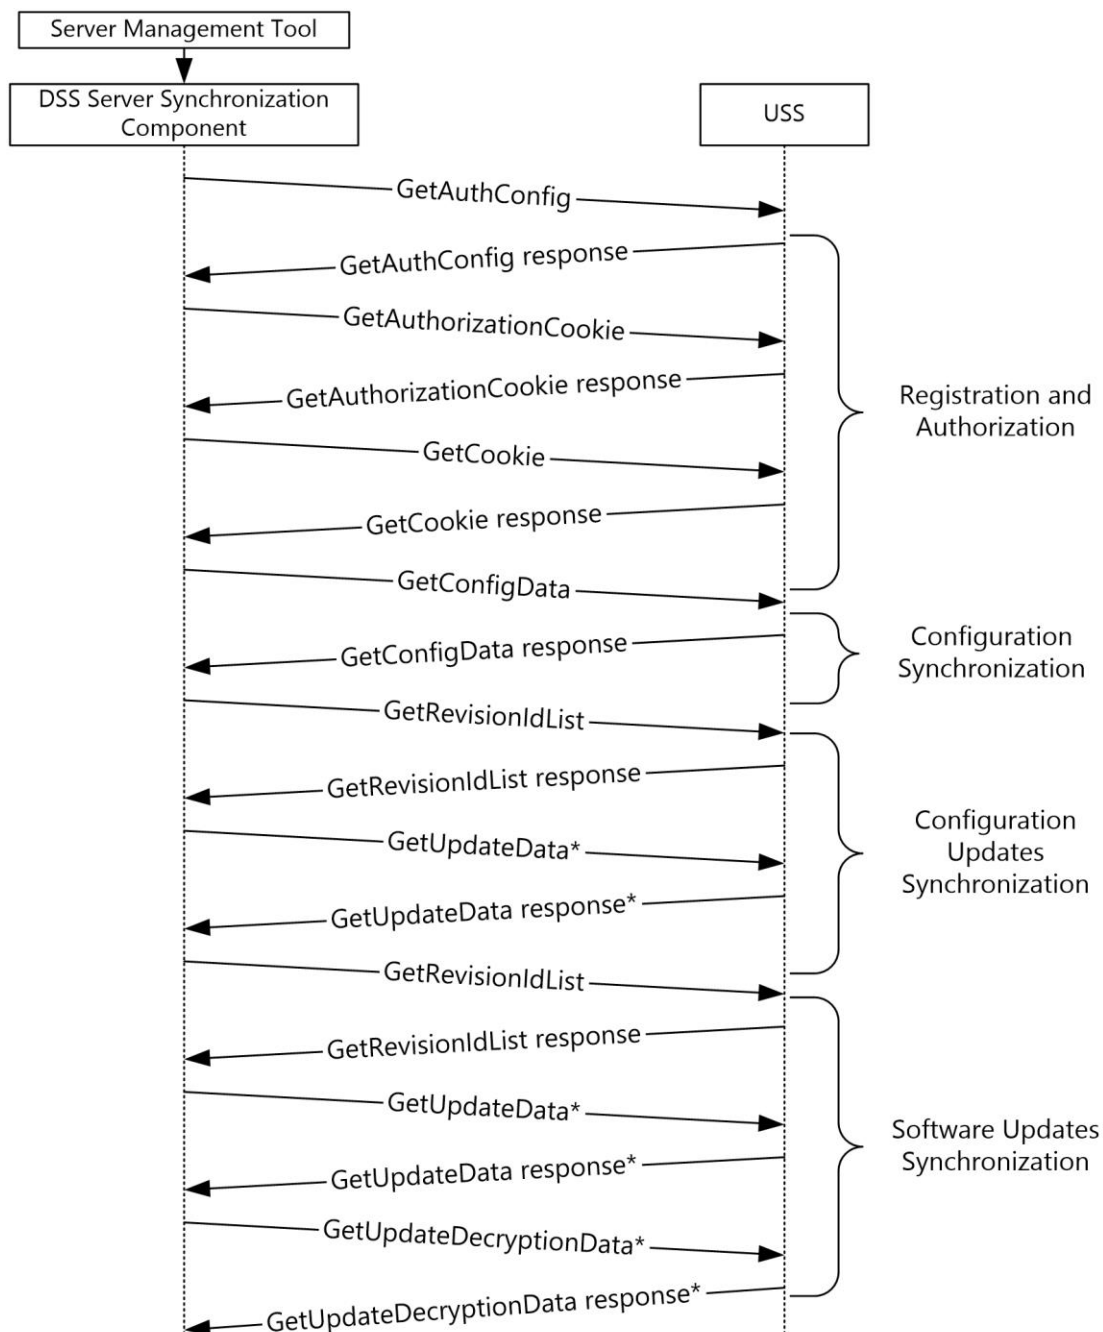 Server Management Tool
DSS Server Synchronization
Component
USS
GetAuthConfig
GetAuthConfig response
GetAuthorizationCookie
GetAuthorizationCookie response
Registration and
Authorization
GetCookie
GetCookie response
GetConfigData
GetConfigData response
Configuration
Synchronization
GetRevisionIdList
GetRevisionIdList response
GetUpdateData*
Configuration
Updates
Synchronization
GetUpdateData response*
GetRevisionIdList
GetRevisionIdList response
GetUpdateData*
Software Updates
Synchronization
GetUpdateData response*
GetUpdateDecryptionData*
GetUpdateDecryptionData response*